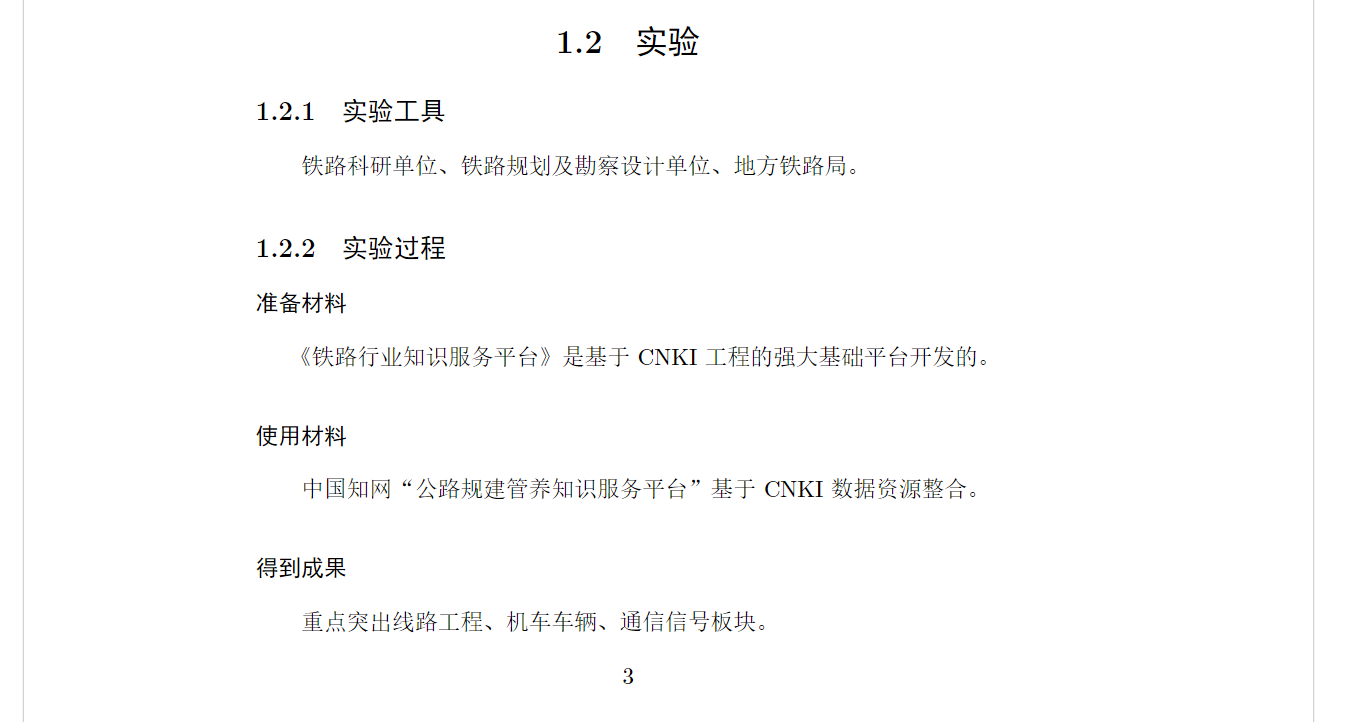 1.2 实验
1.2.1 实验工具
铁路科研单位、铁路规划及勘察设计单位、地方铁路局。
1.2.2 实验过程
准备材料
《铁路行业知识服务平台》是基于 CNKI 工程的强大基础平台开发的。
使用材料
中国知网“公路规建管养知识服务平台”基于 CNKI 数据资源整合。
得到成果
重点突出线路工程、机车车辆、通信信号板块。
3